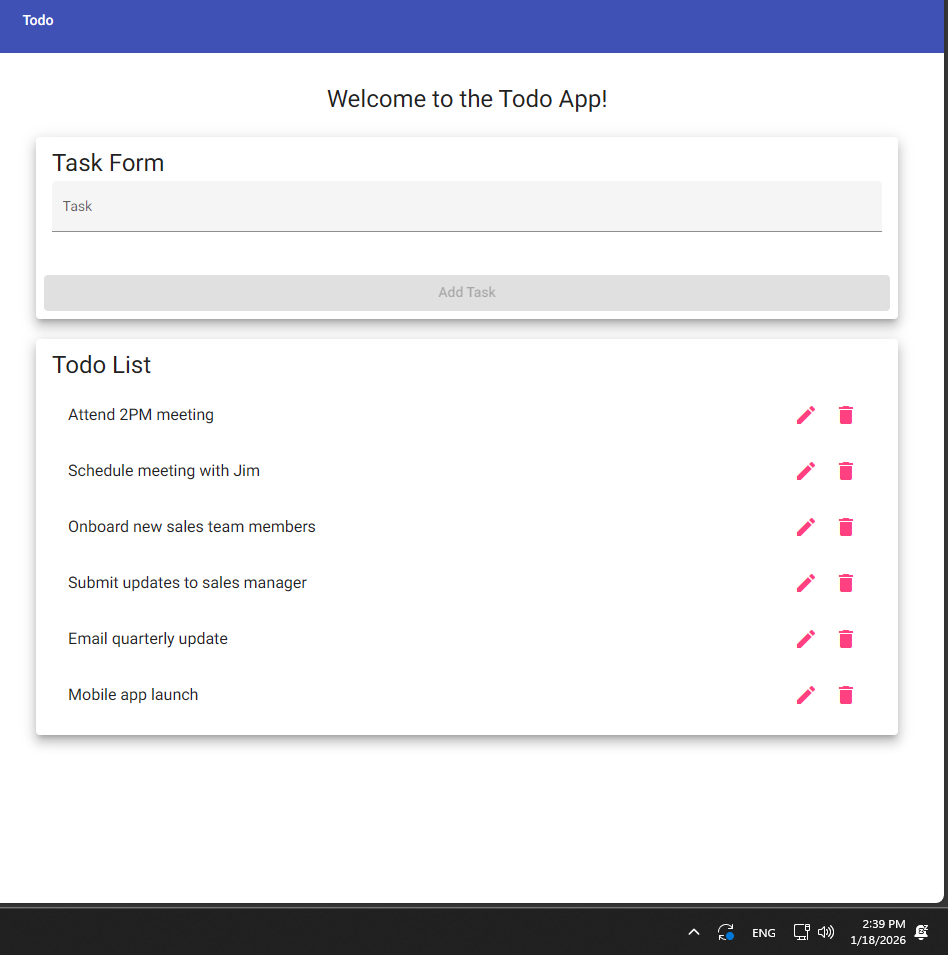 Todo
Welcome to the Todo App!
Task Form
Task
Add Task
Todo List
Attend 2PM meeting
Schedule meeting with Jim
Onboard new sales team members
Submit updates to sales manager
Email quarterly update
Mobile app launch
ENG
2:39 PM
1/18/2026